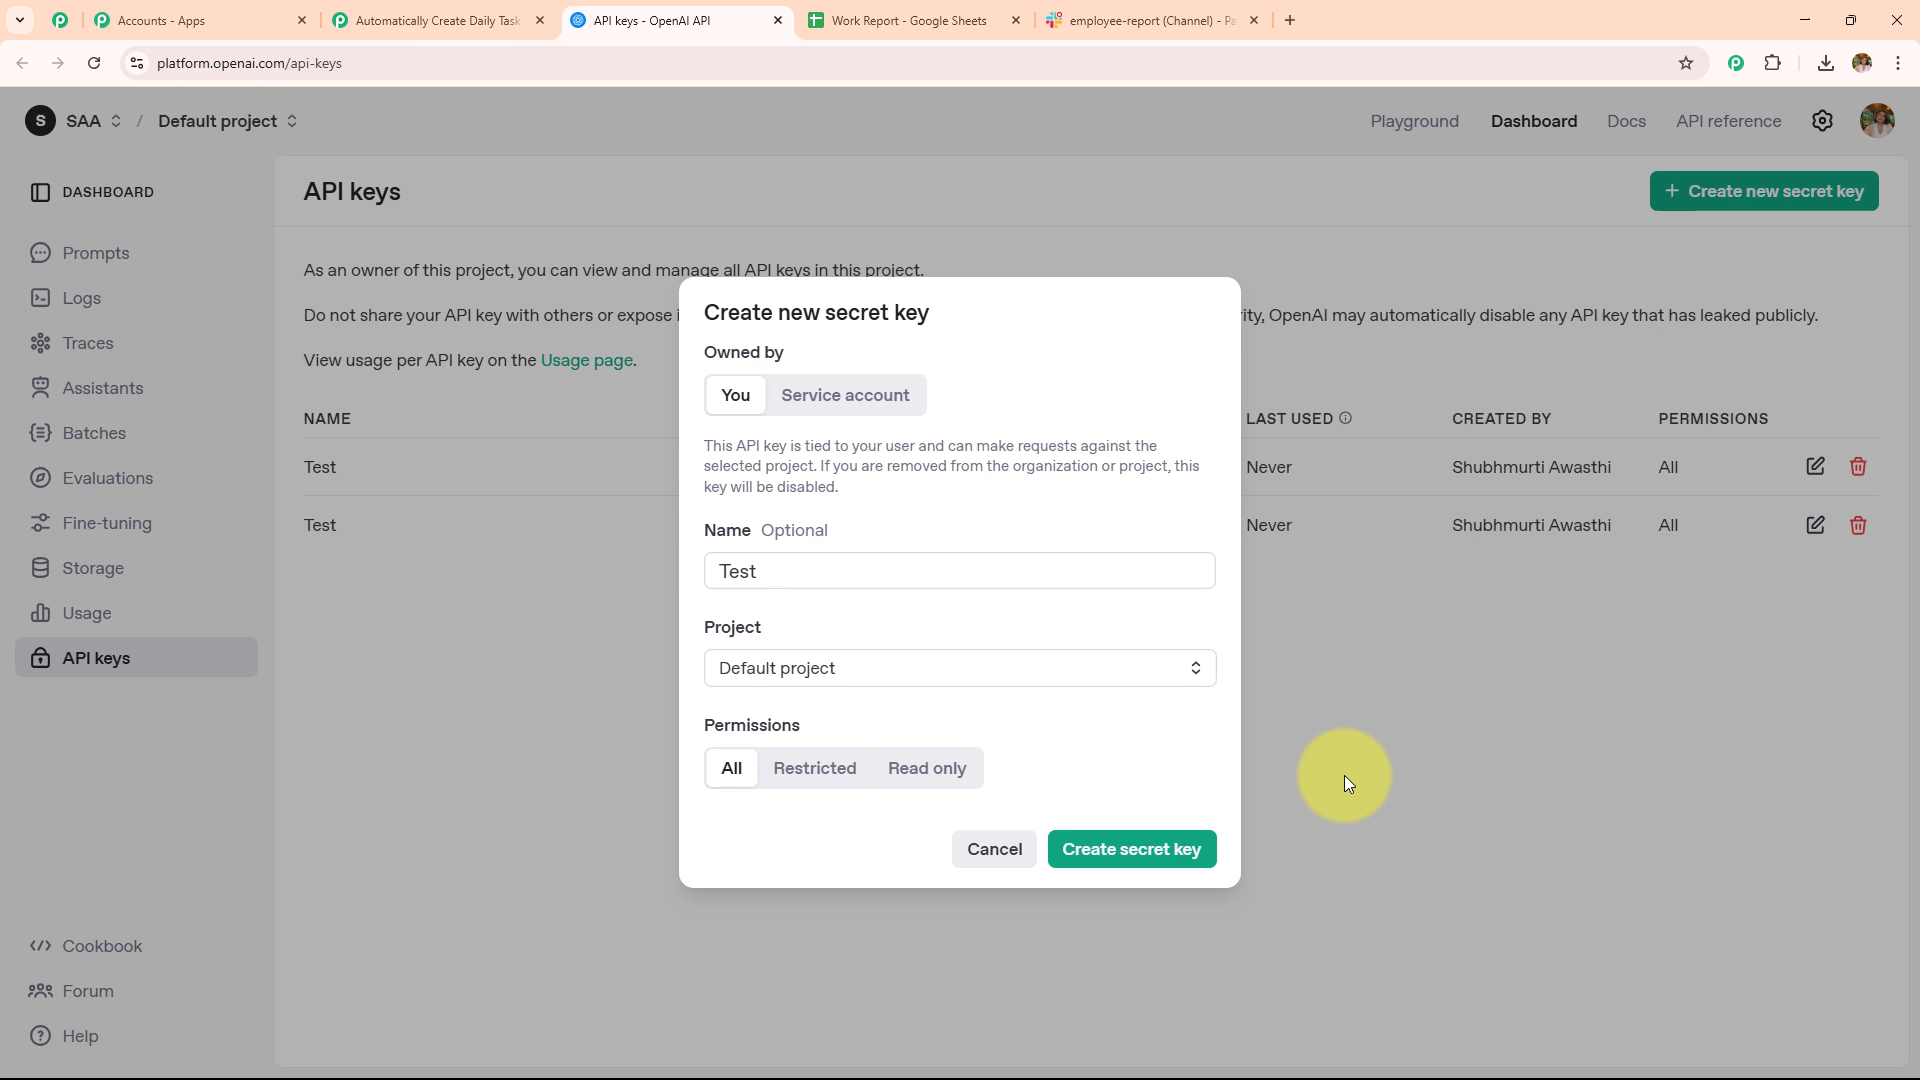 Accounts - Apps
Automatically Create Daily Task
API keys - OpenAI API
Work Report - Google Sheets
employee-report (Channel) - Pa
platform.openai.com/api-keys
S SAA / Default project
Playground Dashboard Docs API reference
DASHBOARD
Prompts
Logs
Traces
Assistants
Batches
Evaluations
Fine-tuning
Storage
Usage
API keys
Cookbook
Forum
Help
API keys
+ Create new secret key
As an owner of this project, you can view and manage all API keys in this project.
Do not share your API key with others or expose i
ity, OpenAI may automatically disable any API key that has leaked publicly.
View usage per API key on the Usage page.
NAME LAST USED CREATED BY PERMISSIONS
Test Never Shubhmurti Awasthi All
Test Never Shubhmurti Awasthi All
Create new secret key
Owned by
You Service account
This API key is tied to your user and can make requests against the
selected project. If you are removed from the organization or project, this
key will be disabled.
Name Optional
Test
Project
Default project
Permissions
All Restricted Read only
Cancel Create secret key